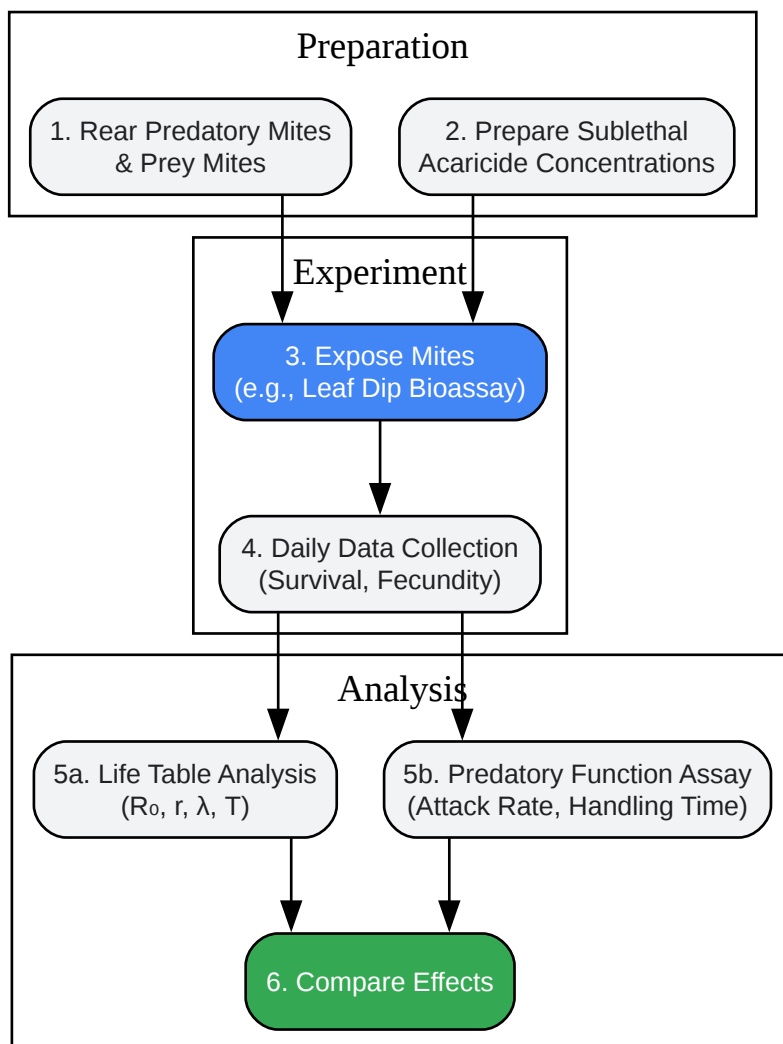 Preparation
1. Rear Predatory Mites
& Prey Mites
2. Prepare Sublethal
Acaricide Concentrations
Experiment
3. Expose Mites
(e.g., Leaf Dip Bioassay)
4. Daily Data Collection
(Survival, Fecundity)
Analysis
5a. Life Table Analysis
(R₀, r, λ, T)
5b. Predatory Function Assay
(Attack Rate, Handling Time)
6. Compare Effects